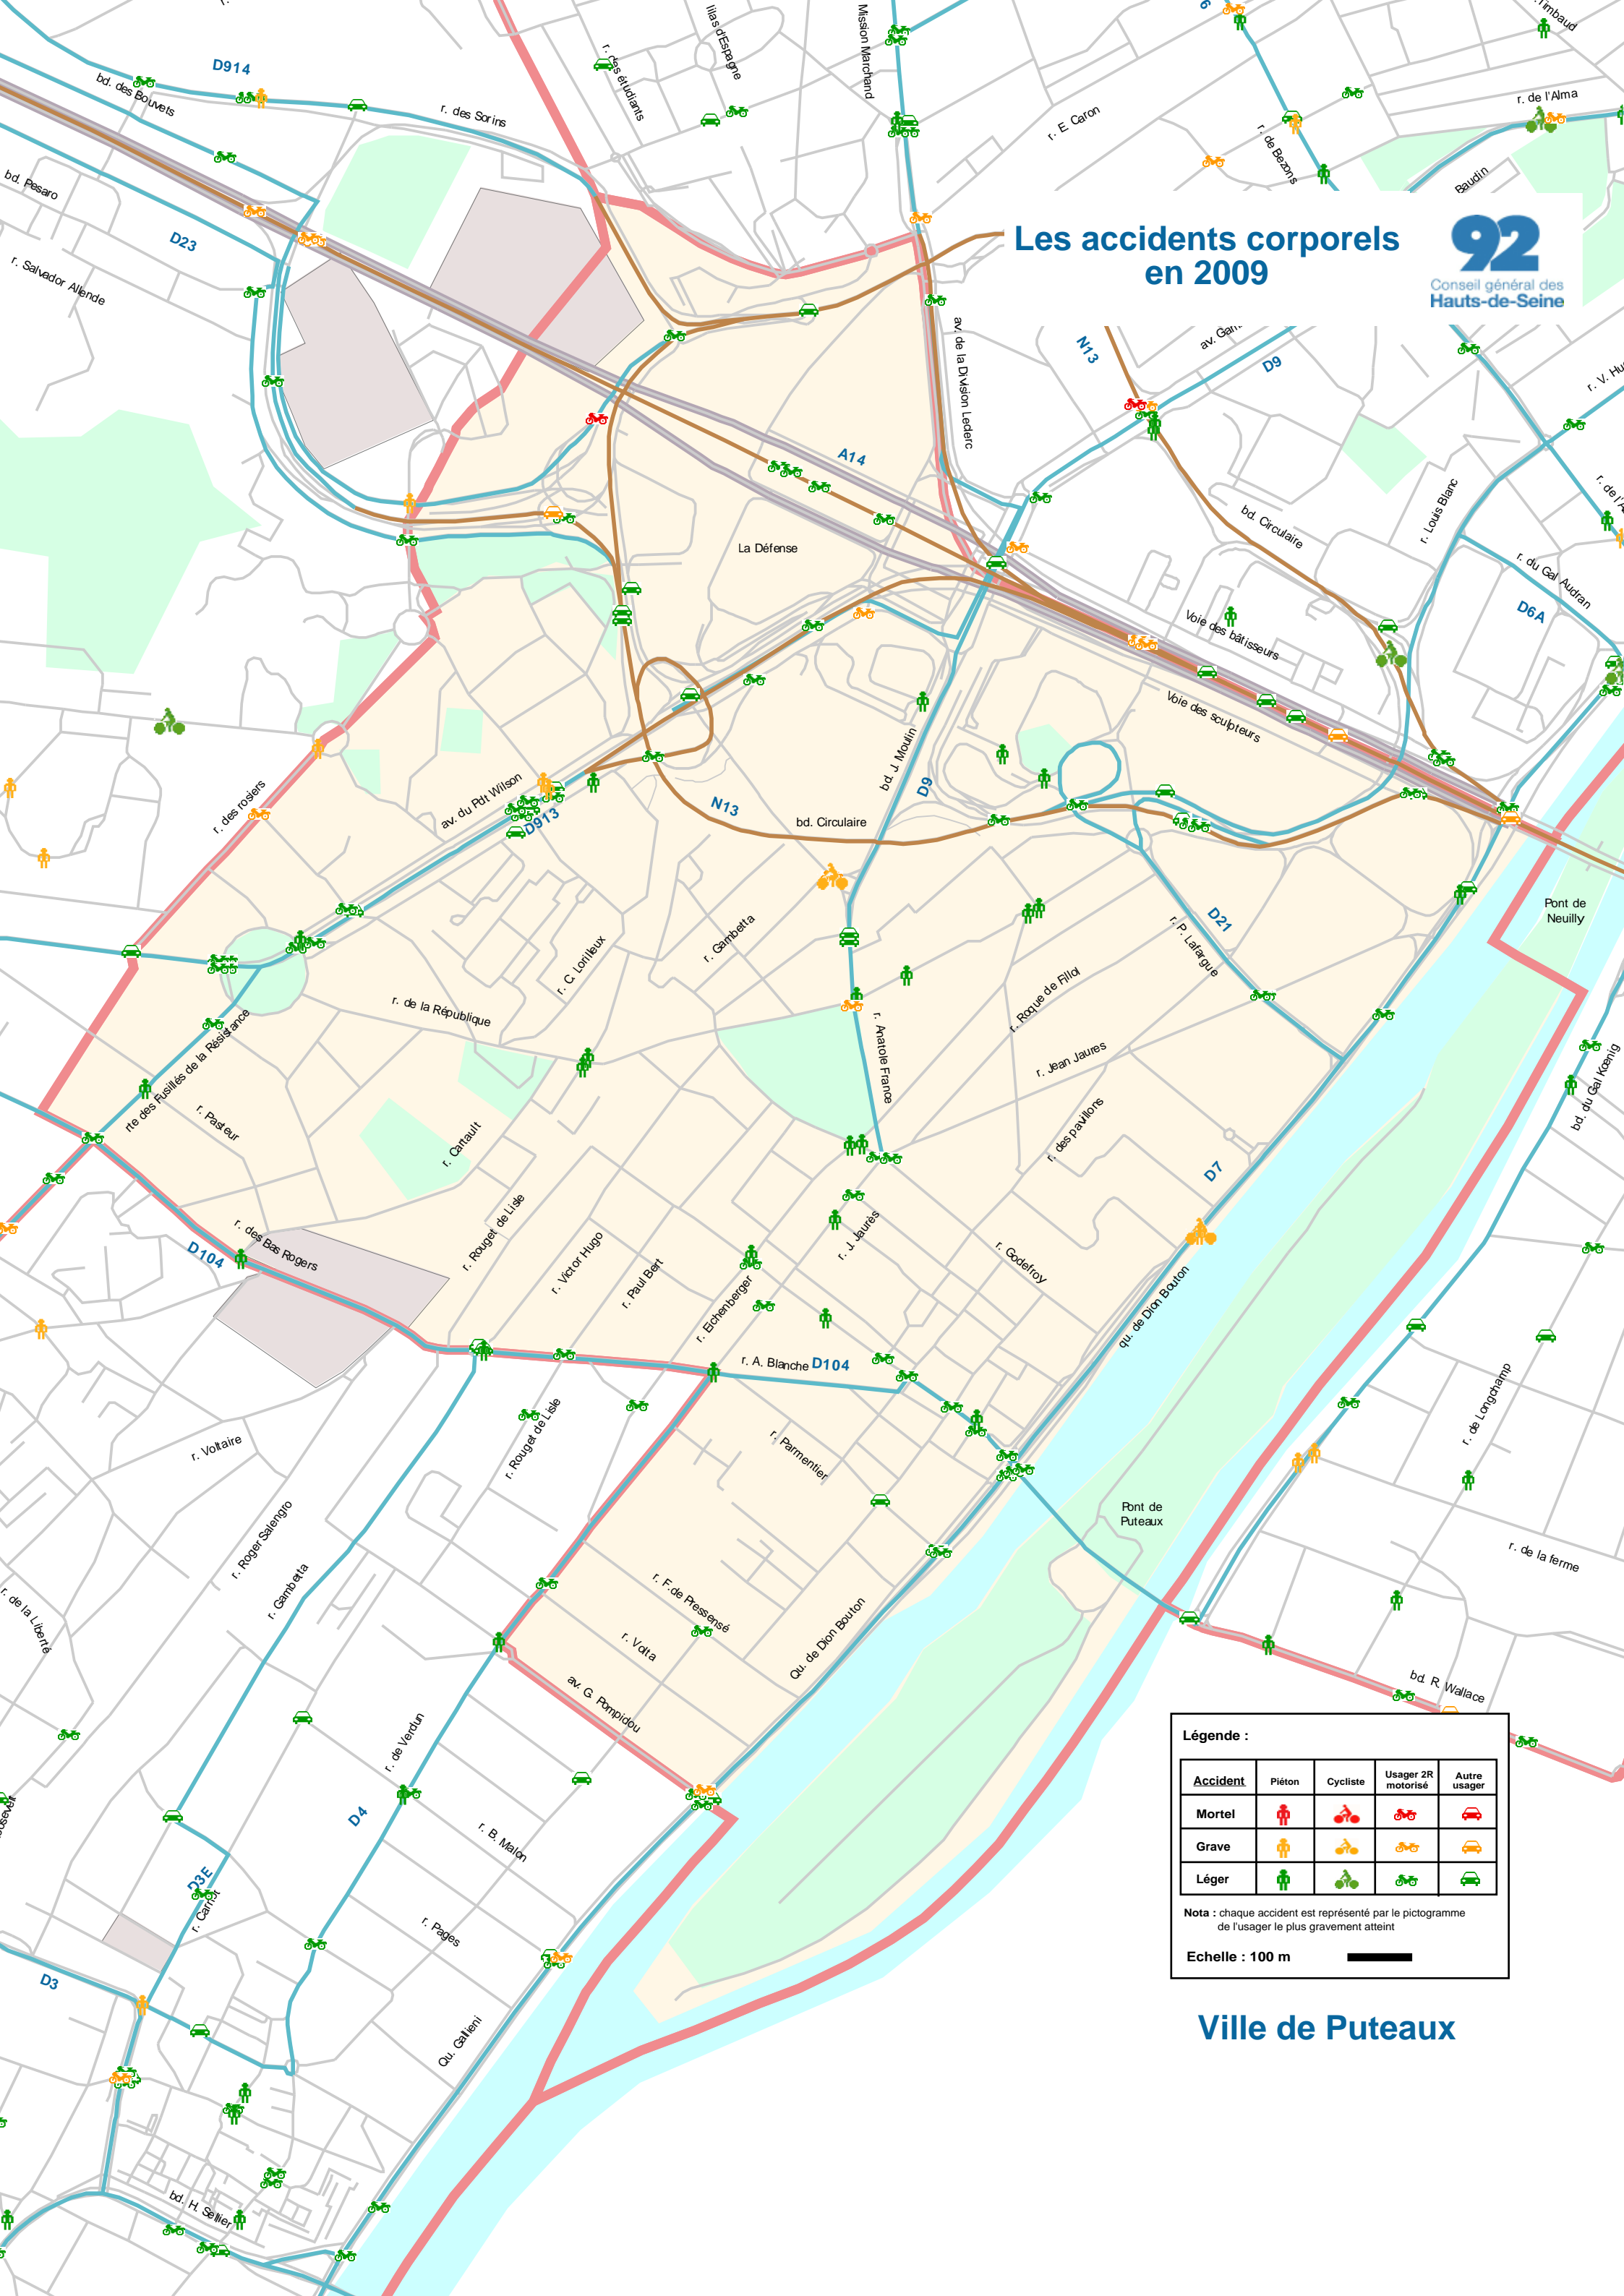 D914
bd. des Bouvets
r. des Sorins
r. des étudiants
lilas d'Espagne
Mission Marchand
r. E. Caron
r. de Bezons
r. de l'Alma
Baudin
bd. Pesaro
D23
r. Salvador Allende
Les accidents corporels
en 2009
92
Conseil général des
Hauts-de-Seine
av. de la Division Leclerc
N13
D9
A14
La Défense
bd. Circulaire
r. Louis Blanc
r. du Gal Audran
D6A
Voie des bâtisseurs
Voie des sculpteurs
bd. J. Moulin
D9
r. des rosiers
av. du Pdt Wilson
D913
N13
bd. Circulaire
Pont de
Neuilly
r. Gambetta
r. C. Lorilleux
D21
r. P. Lafargue
r. de la République
r. Roque de Fillol
r. Anatole France
r. Jean Jaures
bd. du Gal Kœnig
rte des Fusillés de la Résistance
r. Pasteur
r. Cartault
r. des pavillons
D7
r. des Bas Rogers
D104
r. Rouget de Lisle
r. Victor Hugo
r. Paul Bert
r. Eichenberger
r. J. Jaurès
r. Godefroy
qu. de Dion Bouton
r. A. Blanche
D104
r. de Longchamp
r. Voltaire
r. Rouget de Lisle
r. Parmentier
Pont de
Puteaux
r. de la ferme
r. Roger Salengro
r. Gambetta
r. de la Liberté
r. F.de Pressensé
r. Volta
Qu. de Dion Bouton
av. G. Pompidou
bd. R. Wallace
r. de Verdun
D4
r. B. Malon
D3E
r. Carnot
r. Pages
D3
Qu. Gallieni
bd. H. Sellier
Légende :
Accident
Piéton
Cycliste
Usager 2R
motorisé
Autre
usager
Mortel
Grave
Léger
Nota : chaque accident est représenté par le pictogramme
de l'usager le plus gravement atteint
Echelle : 100 m
Ville de Puteaux